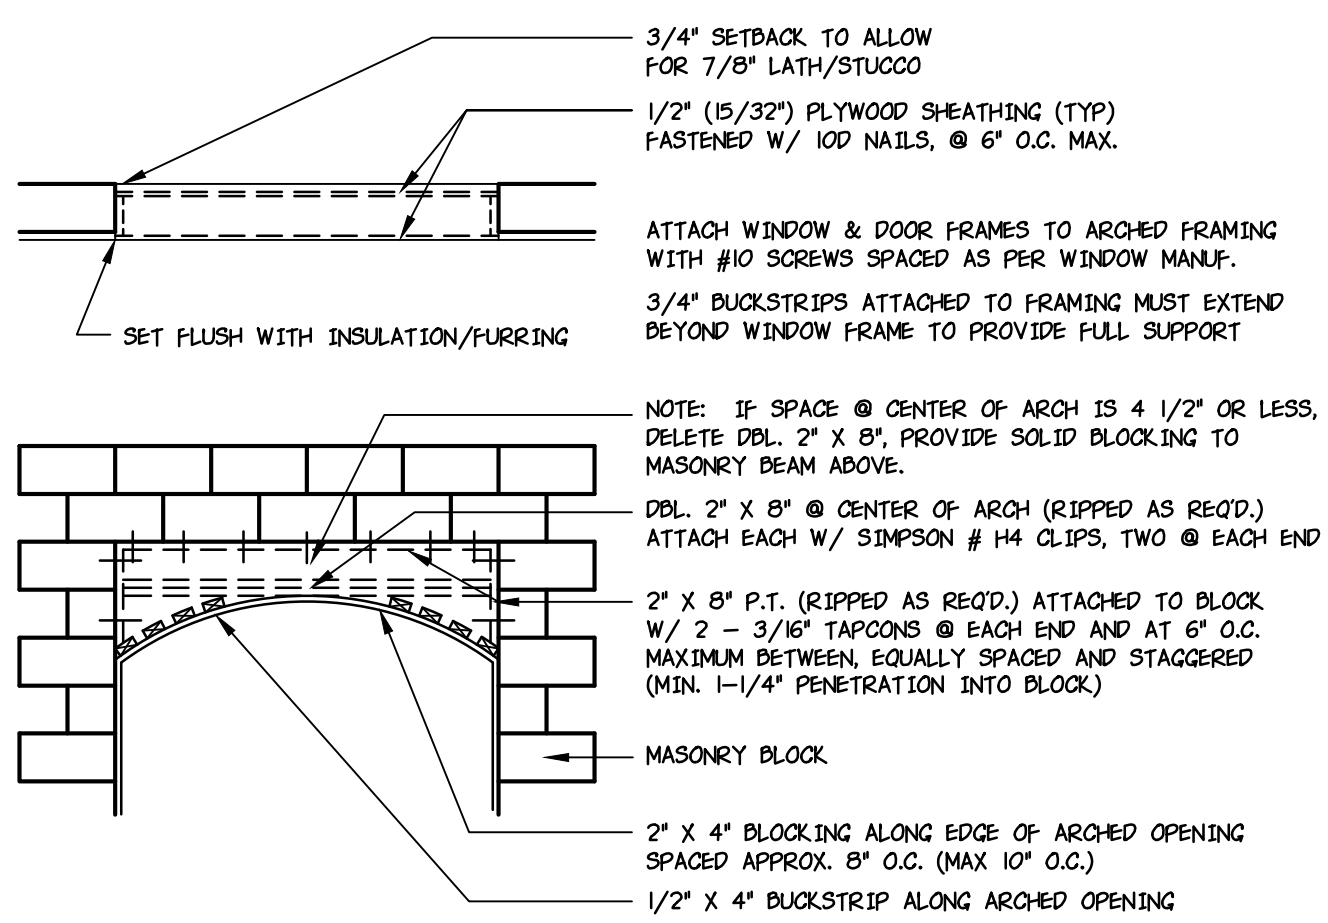 3/4" SETBACK TO ALLOW
FOR 7/8" LATH/STUCCO
1/2" (15/32") PLYWOOD SHEATHING (TYP)
FASTENED W/ 10D NAILS, @ 6" O.C. MAX.
ATTACH WINDOW & DOOR FRAMES TO ARCHED FRAMING
WITH #10 SCREWS SPACED AS PER WINDOW MANUF.
3/4" BUCKSTRIPS ATTACHED TO FRAMING MUST EXTEND
BEYOND WINDOW FRAME TO PROVIDE FULL SUPPORT
SET FLUSH WITH INSULATION/FURRING
NOTE: IF SPACE @ CENTER OF ARCH IS 4 1/2" OR LESS,
DELETE DBL. 2" X 8", PROVIDE SOLID BLOCKING TO
MASONRY BEAM ABOVE.
DBL. 2" X 8" @ CENTER OF ARCH (RIPPED AS REQ'D.)
ATTACH EACH W/ SIMPSON # H4 CLIPS, TWO @ EACH END
2" X 8" P.T. (RIPPED AS REQ'D.) ATTACHED TO BLOCK
W/ 2 - 3/16" TAPCONS @ EACH END AND AT 6" O.C.
MAXIMUM BETWEEN, EQUALLY SPACED AND STAGGERED
(MIN. 1-1/4" PENETRATION INTO BLOCK)
MASONRY BLOCK
2" X 4" BLOCKING ALONG EDGE OF ARCHED OPENING
SPACED APPROX. 8" O.C. (MAX 10" O.C.)
1/2" X 4" BUCKSTRIP ALONG ARCHED OPENING